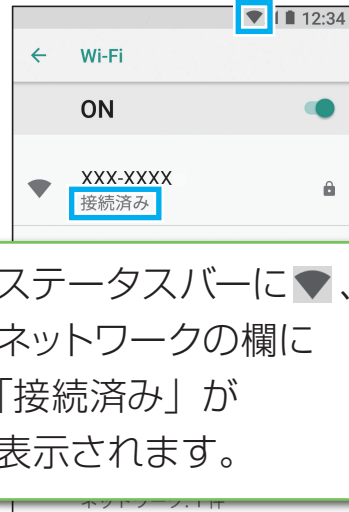 12:34
Wi-Fi
ON
XXX-XXXX
接続済み
ステータスバーに 、
ネットワークの欄に
「接続済み」が
表示されます。